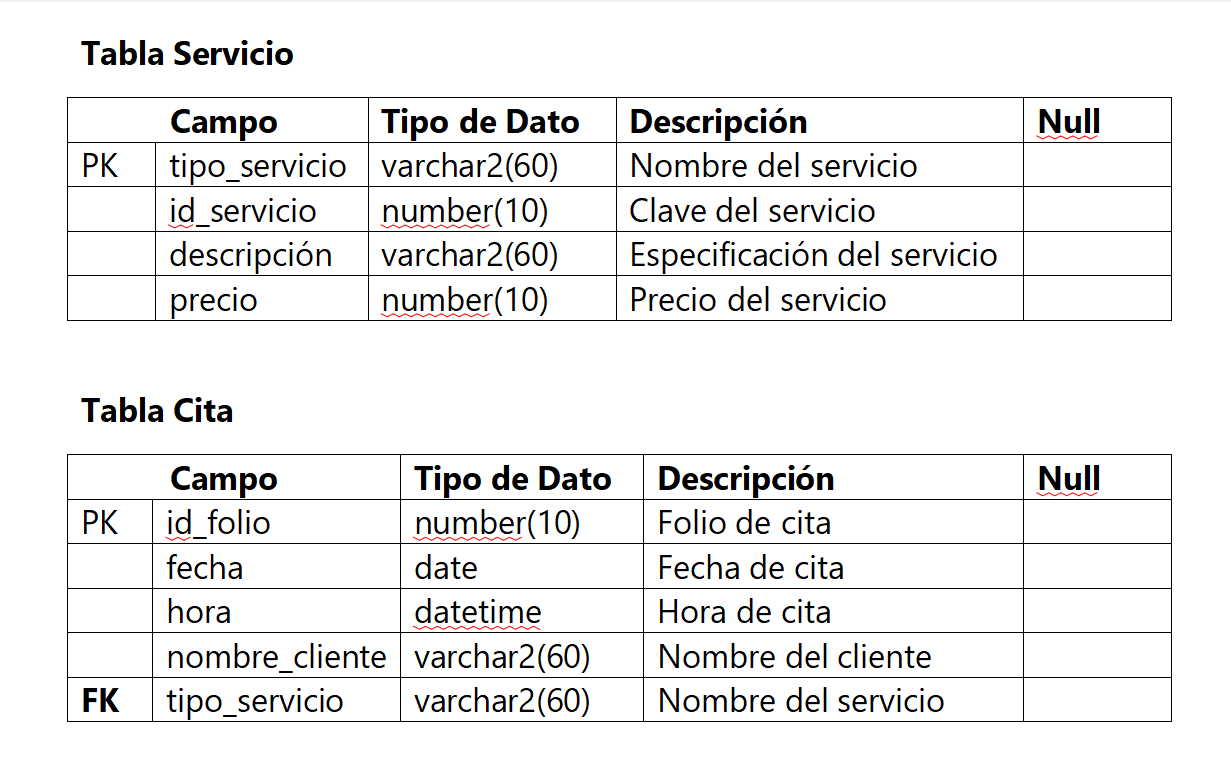 Tabla Servicio
Campo Tipo de Dato Descripción Null
PK tipo_servicio varchar2(60) Nombre del servicio
id_servicio number(10) Clave del servicio
descripción varchar2(60) Especificación del servicio
precio number(10) Precio del servicio
Tabla Cita
Campo Tipo de Dato Descripción Null
PK id_folio number(10) Folio de cita
fecha date Fecha de cita
hora datetime Hora de cita
nombre_cliente varchar2(60) Nombre del cliente
FK tipo_servicio varchar2(60) Nombre del servicio